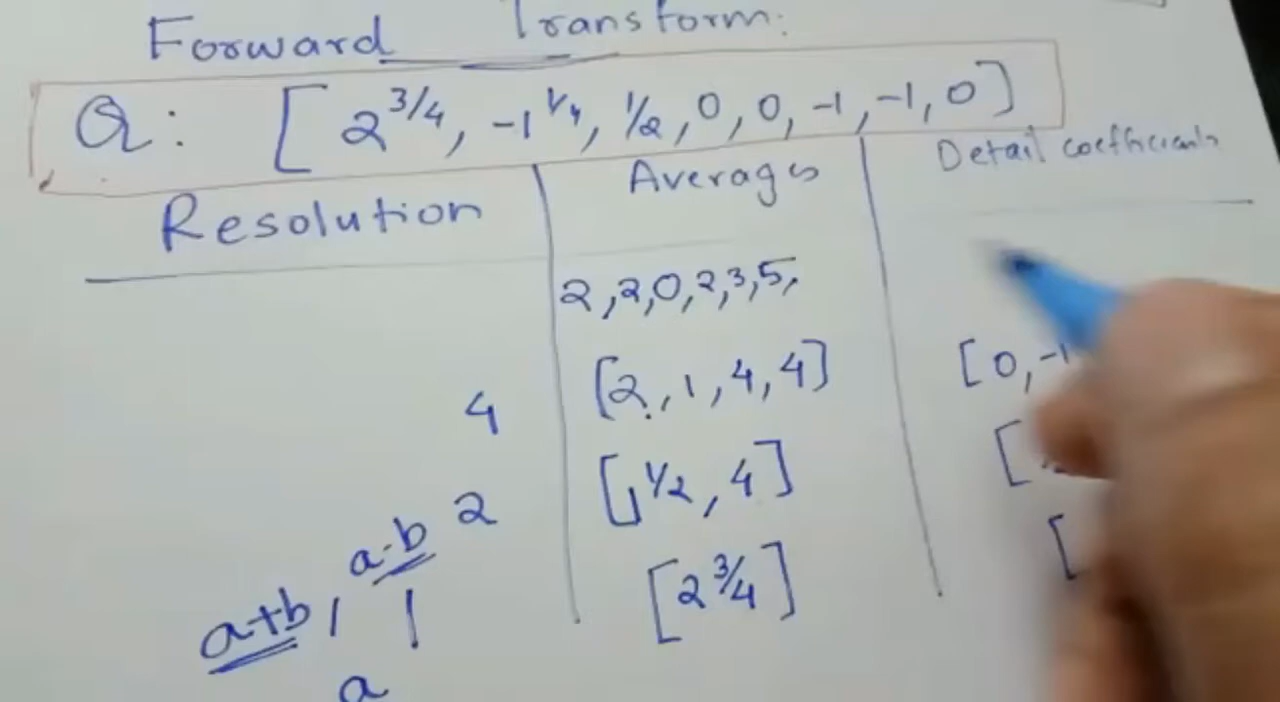 Forward Transform:
Q: [2 3/4, -1 1/4, 1/2, 0, 0, -1, -1, 0]
Resolution Averages Detail coefficients
2, 2, 0, 2, 3, 5,
4 [2, 1, 4, 4] [0, -1
2 [1 1/2, 4] [
1 [2 3/4] [
a+b, a-b
a